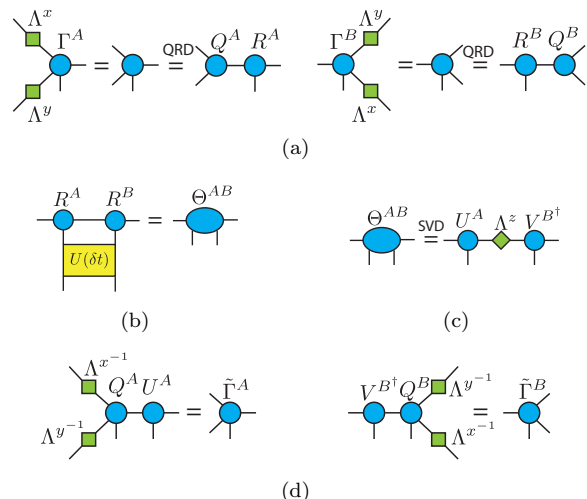 Λ^x Γ^A = = QRD Q^A R^A
Λ^y
Γ^B Λ^y = = QRD R^B Q^B
Λ^x
(a)
R^A R^B = Θ^{AB}
U(δt)
(b)
Θ^{AB} = SVD U^A Λ^z V^{B†}
(c)
Λ^{x^{-1}}
Q^A U^A = Γ̃^A
Λ^{y^{-1}}
V^{B†} Q^B Λ^{y^{-1}} = Γ̃^B
Λ^{x^{-1}}
(d)